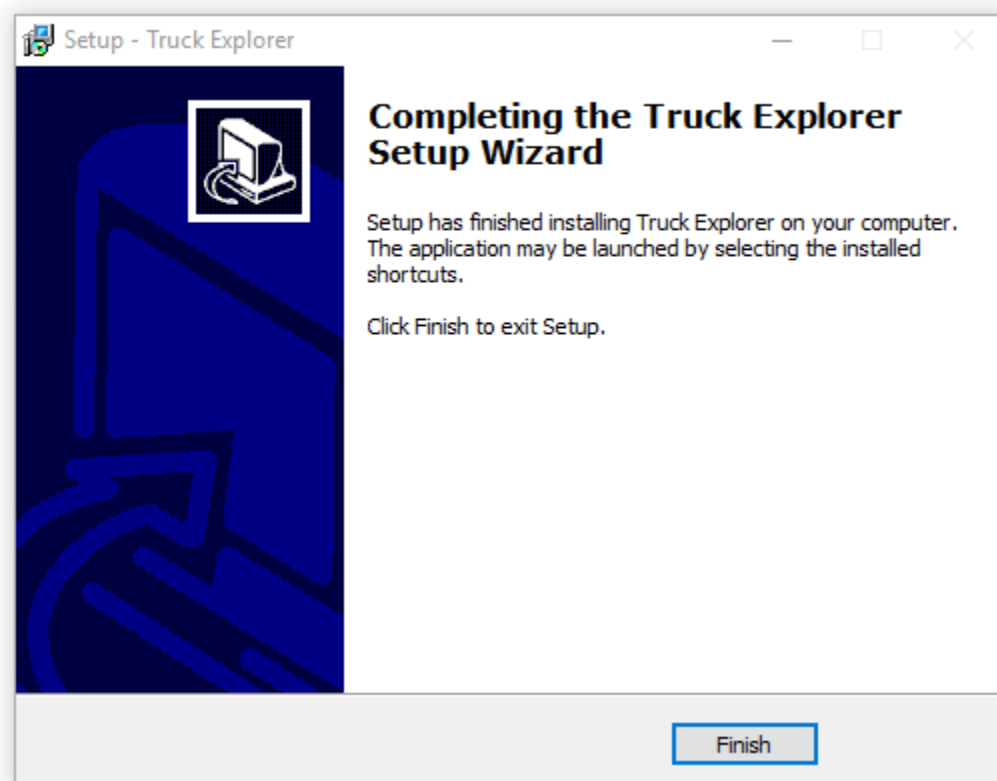 Setup - Truck Explorer
Completing the Truck Explorer
Setup Wizard
Setup has finished installing Truck Explorer on your computer.
The application may be launched by selecting the installed
shortcuts.
Click Finish to exit Setup.
Finish